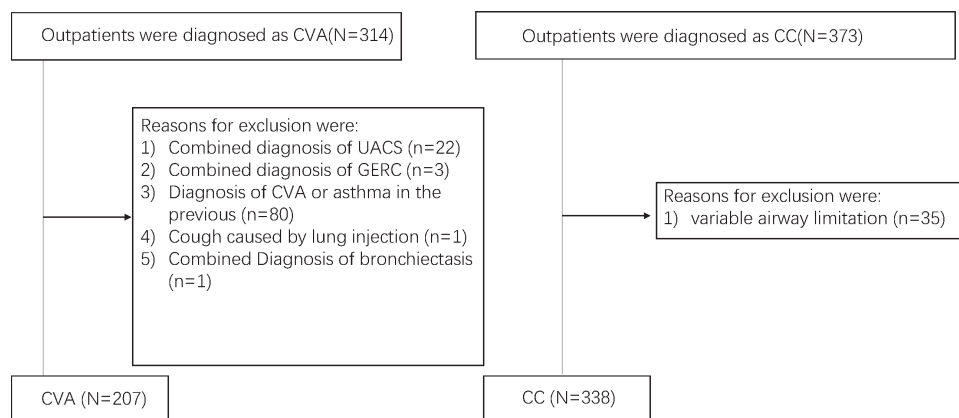 Outpatients were diagnosed as CVA(N=314)
Outpatients were diagnosed as CC(N=373)
Reasons for exclusion were:
1) Combined diagnosis of UACS (n=22)
2) Combined diagnosis of GERC (n=3)
3) Diagnosis of CVA or asthma in the
previous (n=80)
4) Cough caused by lung injection (n=1)
5) Combined Diagnosis of bronchiectasis
(n=1)
Reasons for exclusion were:
1) variable airway limitation (n=35)
CVA (N=207)
CC (N=338)